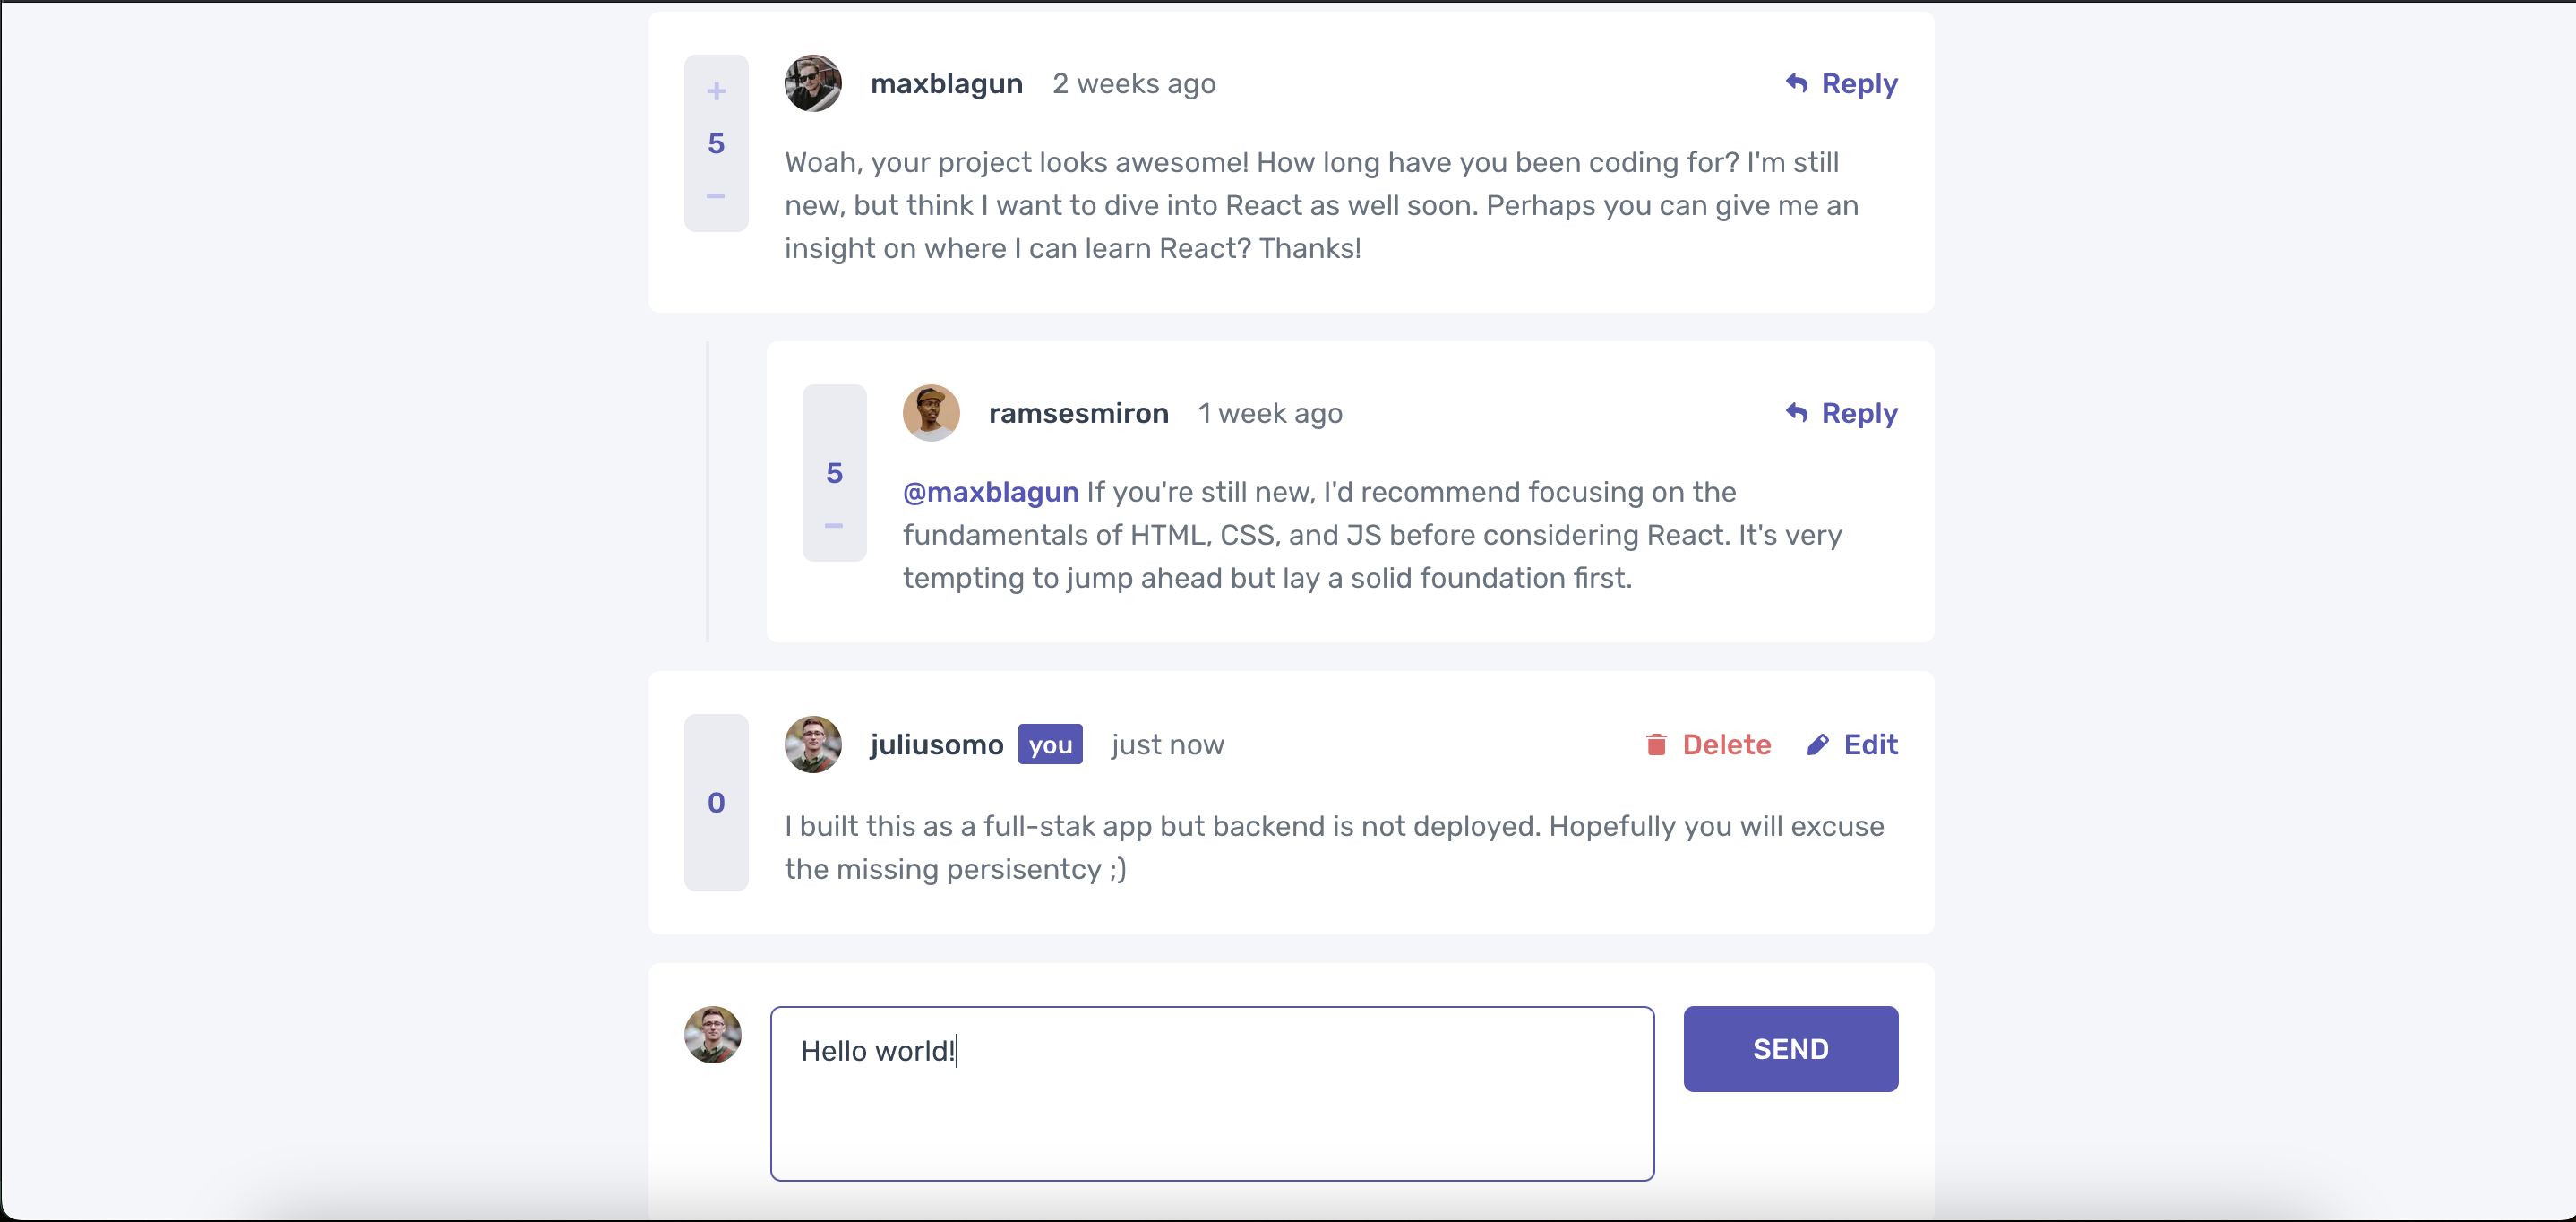 +
5
–
maxblagun 2 weeks ago Reply
Woah, your project looks awesome! How long have you been coding for? I'm still
new, but think I want to dive into React as well soon. Perhaps you can give me an
insight on where I can learn React? Thanks!
5
–
ramsesmiron 1 week ago Reply
@maxblagun If you're still new, I'd recommend focusing on the
fundamentals of HTML, CSS, and JS before considering React. It's very
tempting to jump ahead but lay a solid foundation first.
0
juliusomo you just now Delete Edit
I built this as a full-stak app but backend is not deployed. Hopefully you will excuse
the missing persisentcy ;)
Hello world!
SEND